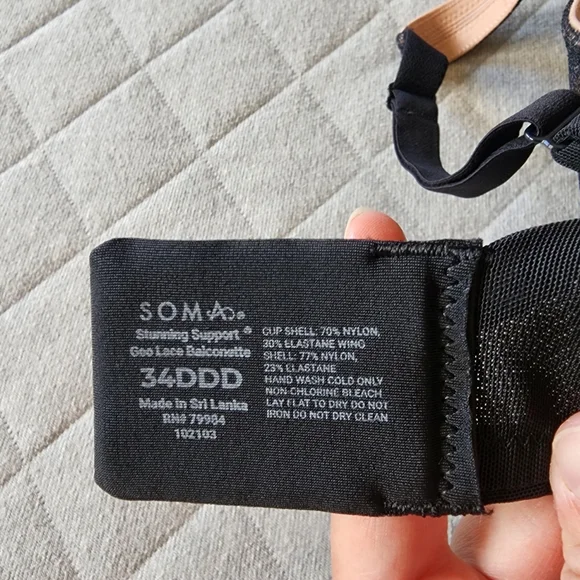 SOMA®
Stunning Support®
Geo Lace Balconette
34DDD
Made in Sri Lanka
RN# 79984
102103
CUP SHELL: 70% NYLON,
30% ELASTANE WING
SHELL: 77% NYLON,
23% ELASTANE
HAND WASH COLD ONLY
NON-CHLORINE BLEACH
LAY FLAT TO DRY DO NOT
IRON DO NOT DRY CLEAN